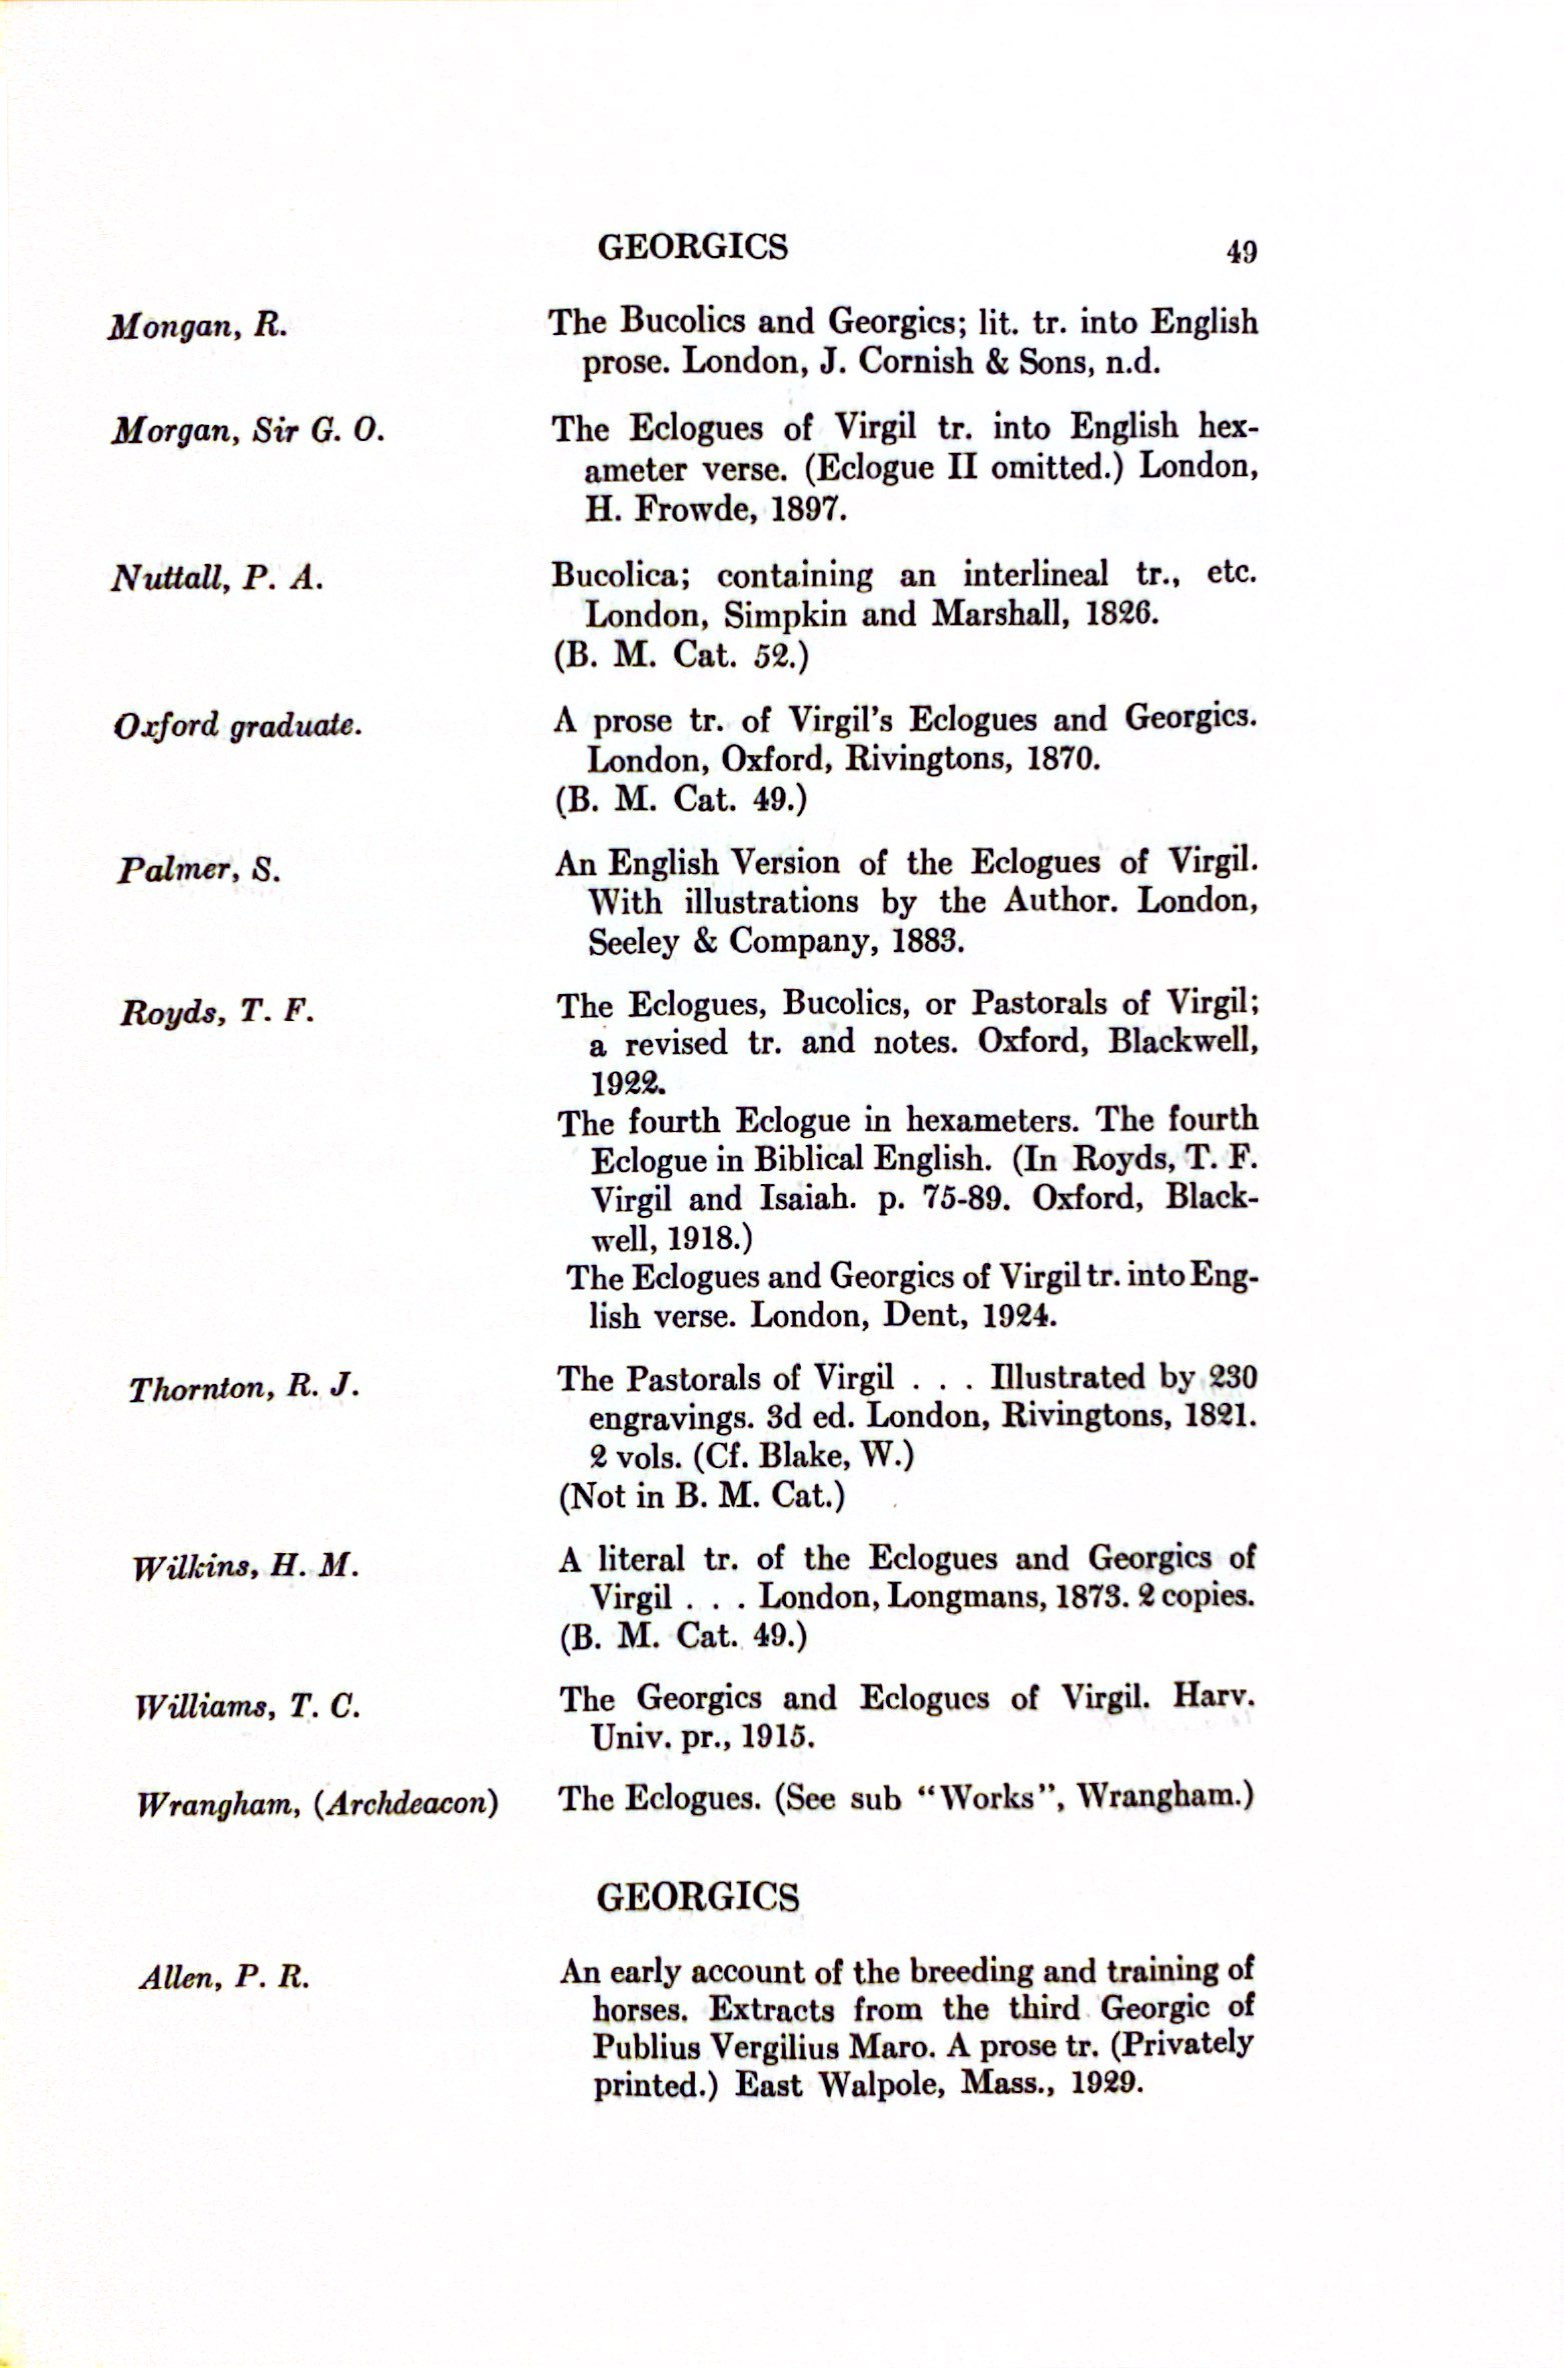 GEORGICS 49
Mongan, R. The Bucolics and Georgics; lit. tr. into English
prose. London, J. Cornish & Sons, n.d.
Morgan, Sir G. O. The Eclogues of Virgil tr. into English hex-
ameter verse. (Eclogue II omitted.) London,
H. Frowde, 1897.
Nuttall, P. A. Bucolica; containing an interlineal tr., etc.
London, Simpkin and Marshall, 1826.
(B. M. Cat. 52.)
Oxford graduate. A prose tr. of Virgil's Eclogues and Georgics.
London, Oxford, Rivingtons, 1870.
(B. M. Cat. 49.)
Palmer, S. An English Version of the Eclogues of Virgil.
With illustrations by the Author. London,
Seeley & Company, 1883.
Royds, T. F. The Eclogues, Bucolics, or Pastorals of Virgil;
a revised tr. and notes. Oxford, Blackwell,
1922.
The fourth Eclogue in hexameters. The fourth
Eclogue in Biblical English. (In Royds, T. F.
Virgil and Isaiah. p. 75-89. Oxford, Black-
well, 1918.)
The Eclogues and Georgics of Virgil tr. into Eng-
lish verse. London, Dent, 1924.
Thornton, R. J. The Pastorals of Virgil . . . Illustrated by 230
engravings. 3d ed. London, Rivingtons, 1821.
2 vols. (Cf. Blake, W.)
(Not in B. M. Cat.)
Wilkins, H. M. A literal tr. of the Eclogues and Georgics of
Virgil . . . London, Longmans, 1873. 2 copies.
(B. M. Cat. 49.)
Williams, T. C. The Georgics and Eclogues of Virgil. Harv.
Univ. pr., 1915.
Wrangham, (Archdeacon) The Eclogues. (See sub "Works", Wrangham.)
GEORGICS
Allen, P. R. An early account of the breeding and training of
horses. Extracts from the third Georgic of
Publius Vergilius Maro. A prose tr. (Privately
printed.) East Walpole, Mass., 1929.